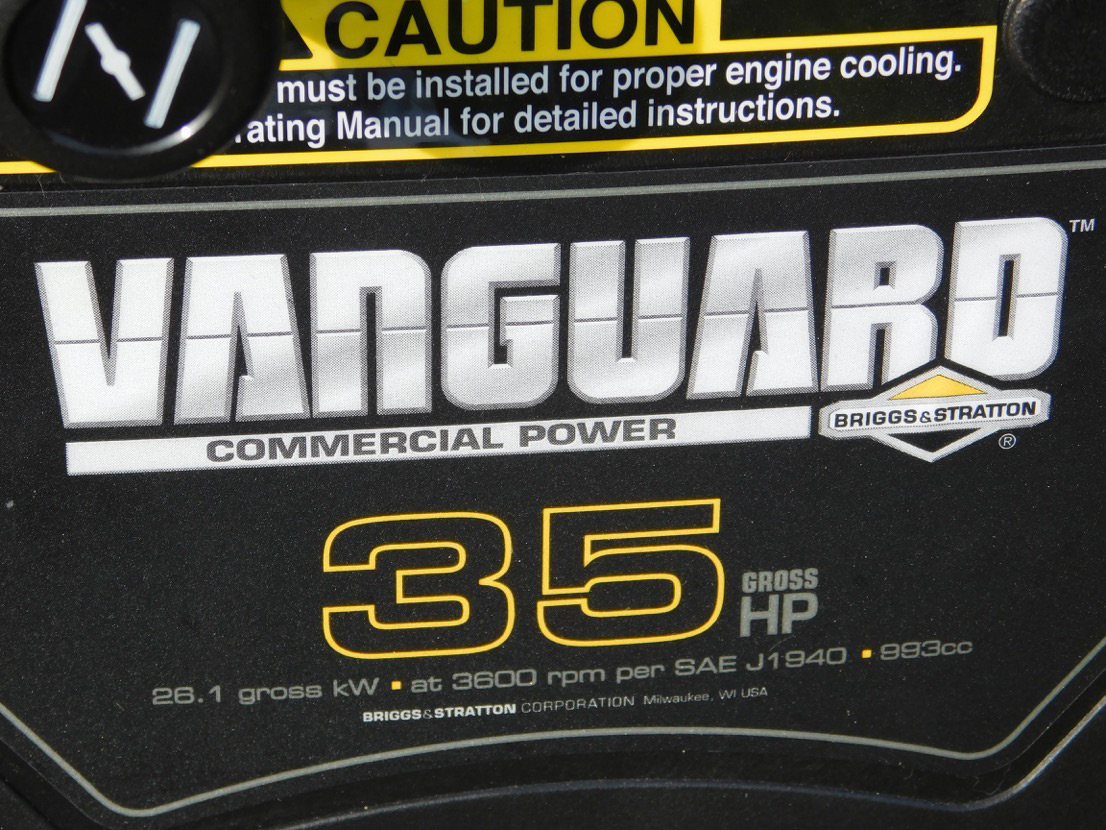 CAUTION
must be installed for proper engine cooling.
Manual for detailed instructions.
VANGUARD™
COMMERCIAL POWER
BRIGGS&STRATTON
®
35 GROSS HP
26.1 gross kW • at 3600 rpm per SAE J1940 • 993cc
BRIGGS&STRATTON CORPORATION Milwaukee, WI USA